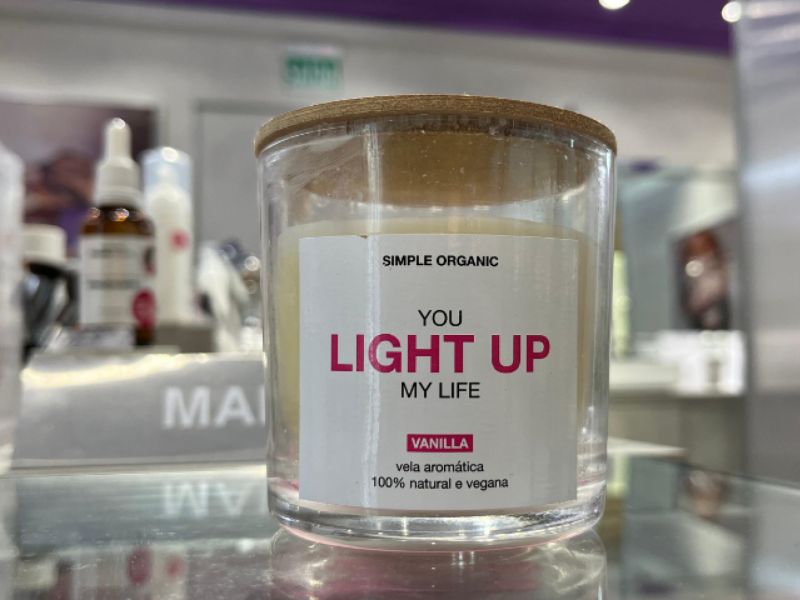 SIMPLE ORGANIC
YOU
LIGHT UP
MY LIFE
VANILLA
vela aromática
100% natural e vegana